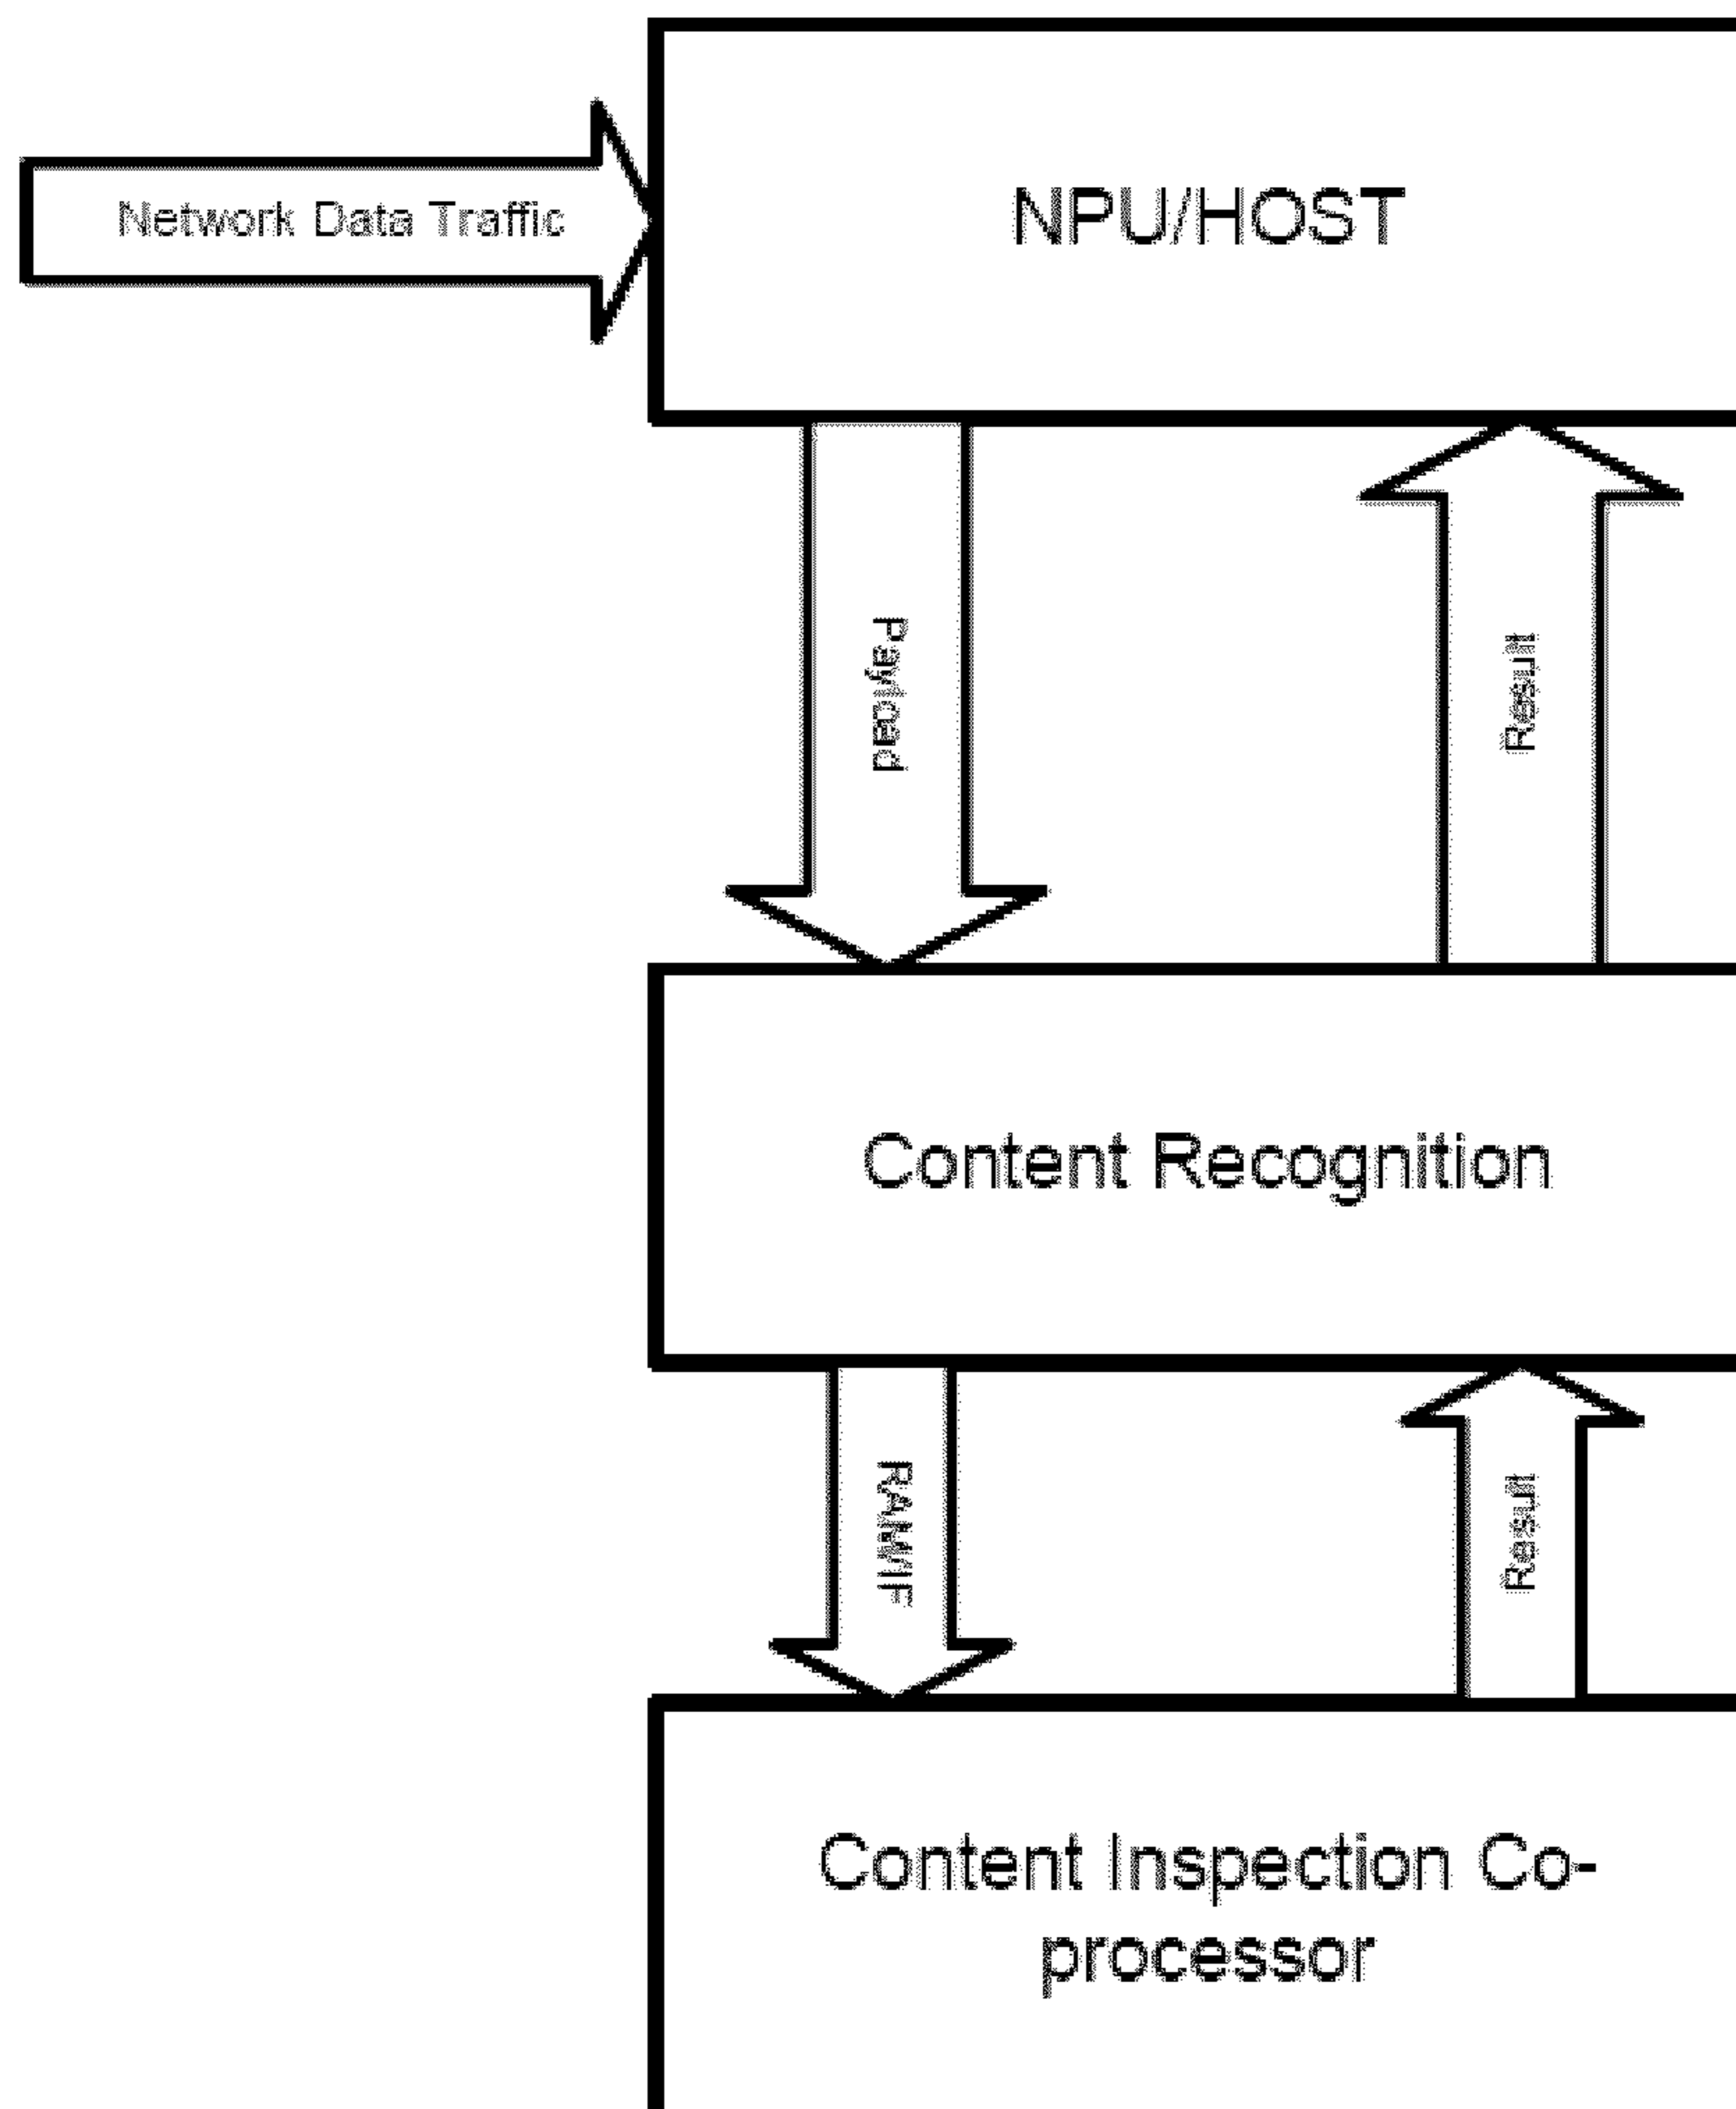 NPU/HOST
Network Data Traffic
Payload
Result
Content Recognition
RAM/IF
Result
Content Inspection Co-
processor